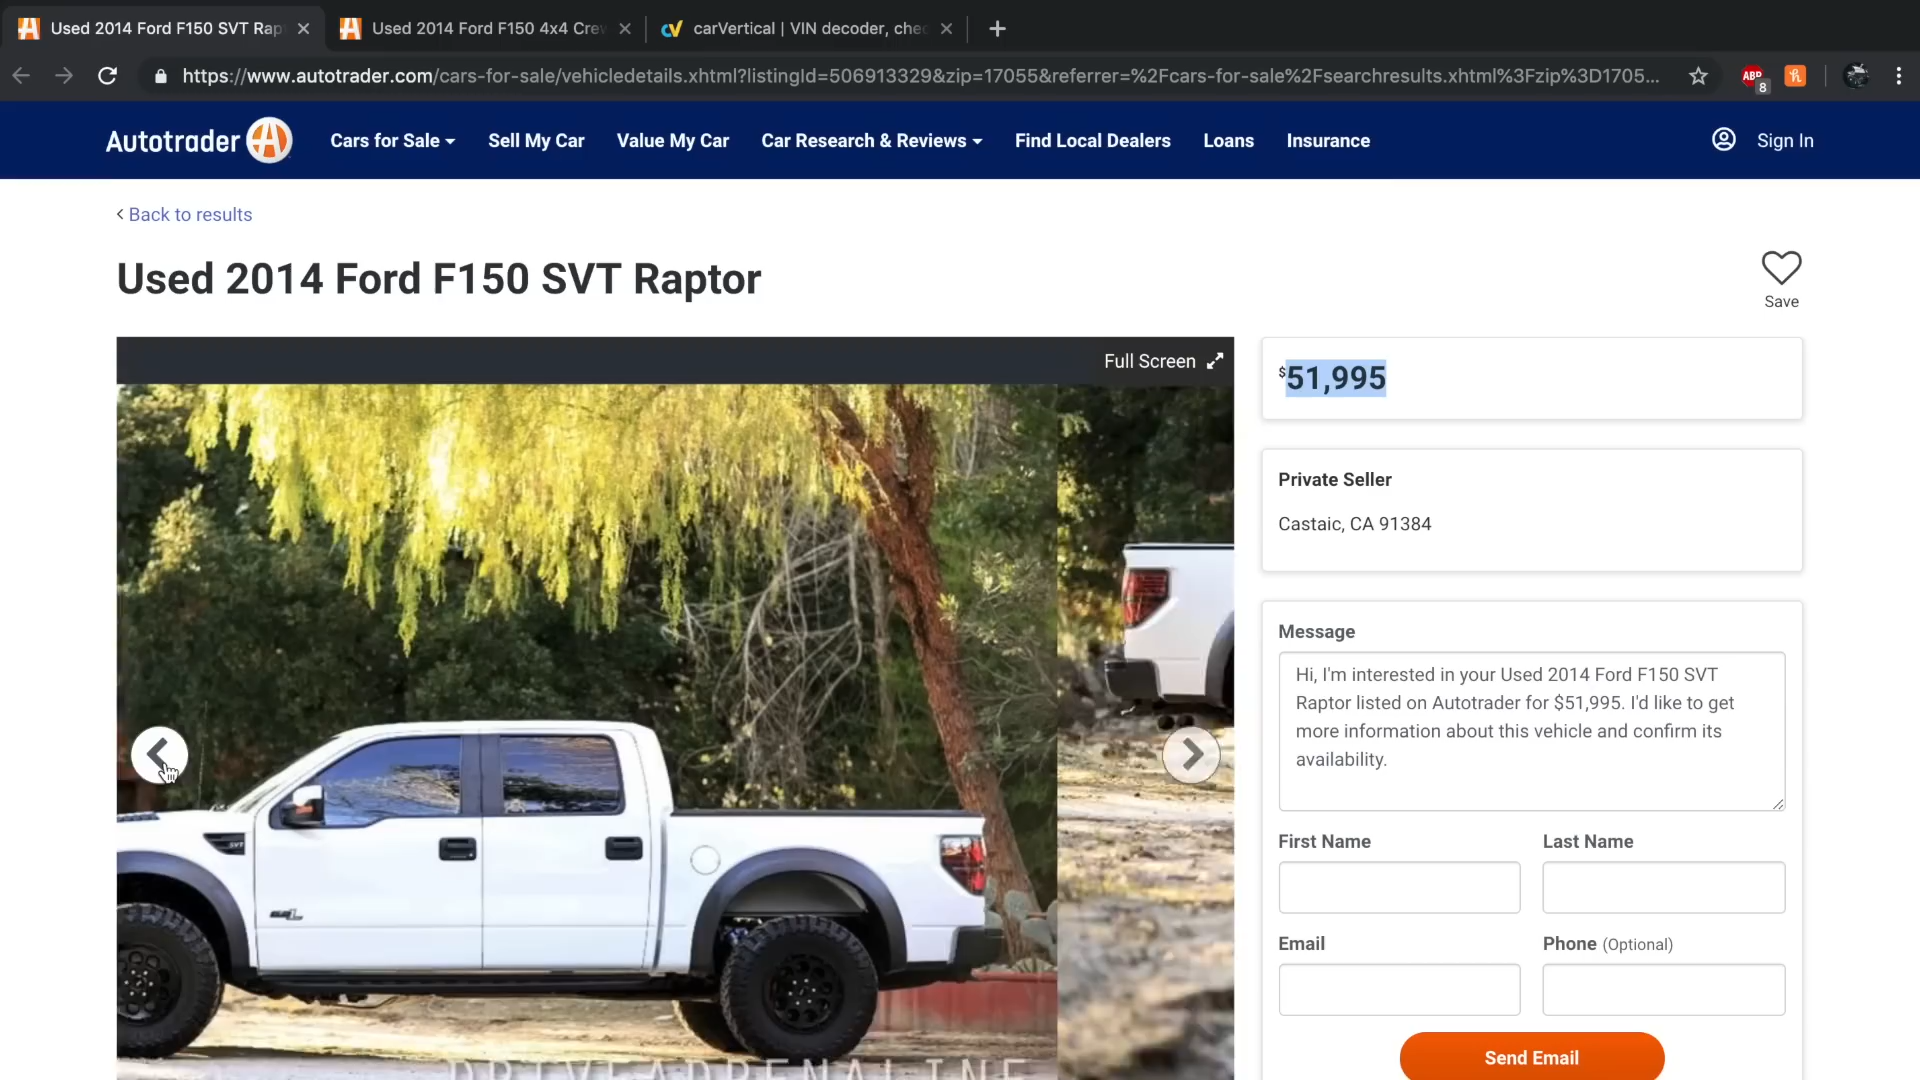 Used 2014 Ford F150 SVT Rap
Used 2014 Ford F150 4x4 Crew
carVertical | VIN decoder, chec
https://www.autotrader.com/cars-for-sale/vehicledetails.xhtml?listingId=506913329&zip=17055&referrer=%2Fcars-for-sale%2Fsearchresults.xhtml%3Fzip%3D1705...
ABP
8
Autotrader
Cars for Sale
Sell My Car
Value My Car
Car Research & Reviews
Find Local Dealers
Loans
Insurance
Sign In
Back to results
Used 2014 Ford F150 SVT Raptor
Save
Full Screen
$51,995
Private Seller
Castaic, CA 91384
Message
Hi, I'm interested in your Used 2014 Ford F150 SVT
Raptor listed on Autotrader for $51,995. I'd like to get
more information about this vehicle and confirm its
availability.
First Name
Last Name
Email
Phone (Optional)
Send Email
SVT
DRIVEADRENALINE